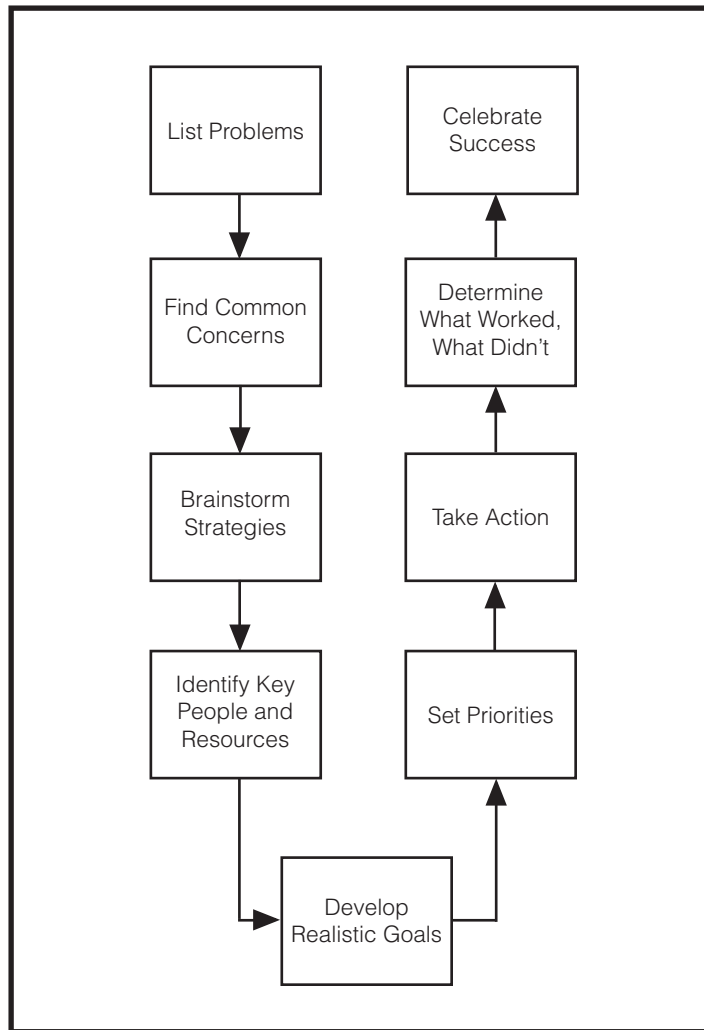 List Problems
Find Common
Concerns
Brainstorm
Strategies
Identify Key
People and
Resources
Develop
Realistic Goals
Set Priorities
Take Action
Determine
What Worked,
What Didn’t
Celebrate
Success